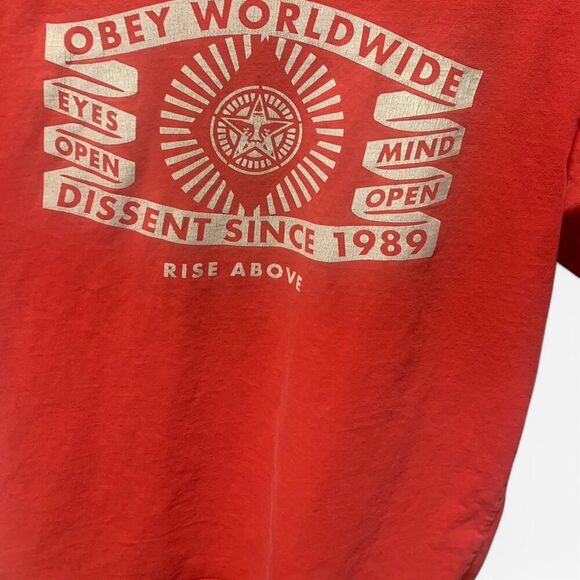 OBEY WORLDWIDE
EYES
OPEN
MIND
OPEN
DISSENT SINCE 1989
RISE ABOVE